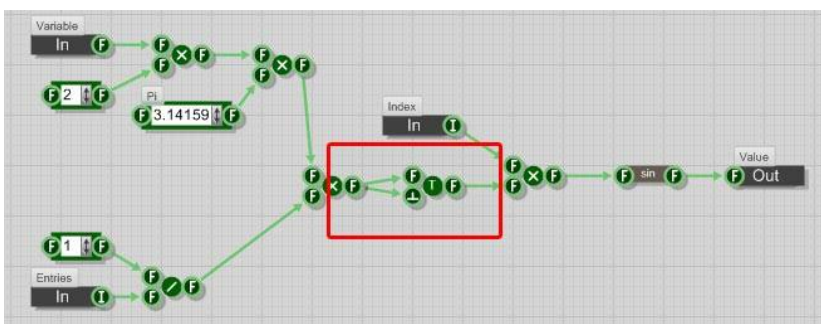 Variable
In F F X F F X F
F
F
F 2 F
Pi
F 3.14159 F
Index
In I
F X F F T F F X F F sin F
F
F
Value
F Out
F 1 F
Entries
In I F / F
F